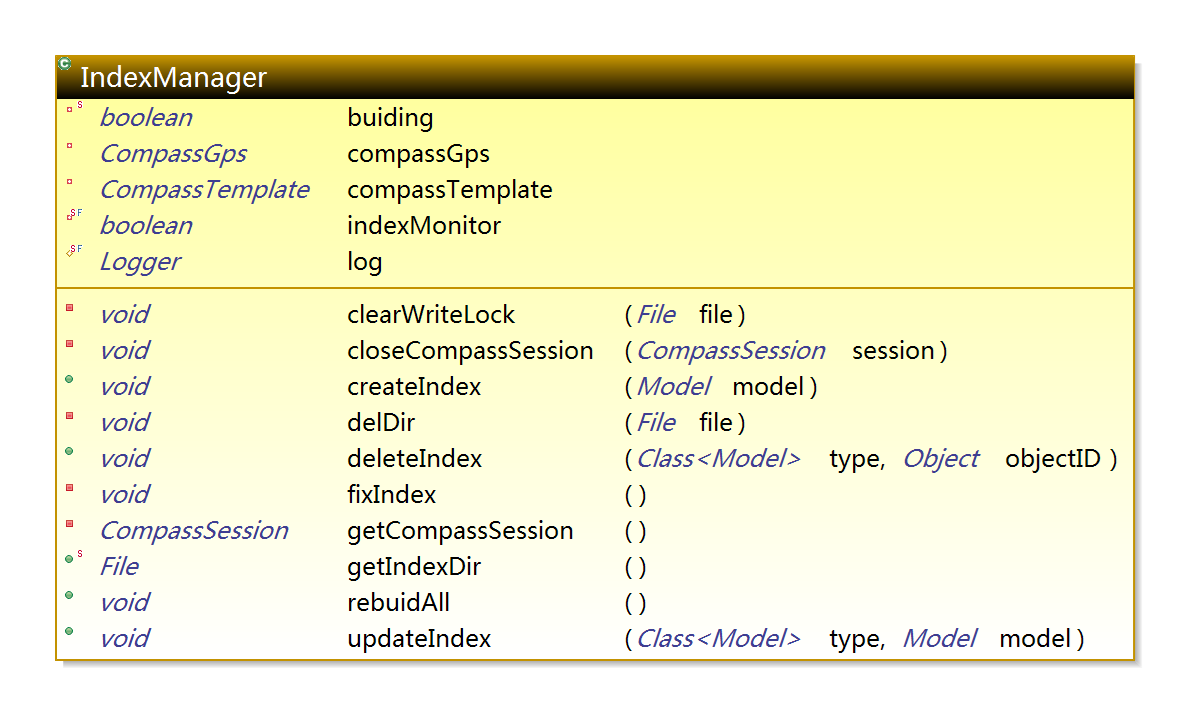 C IndexManager
S boolean buiding
CompassGps compassGps
CompassTemplate compassTemplate
SF boolean indexMonitor
SF Logger log
void clearWriteLock (File file)
void closeCompassSession (CompassSession session)
void createIndex (Model model)
void delDir (File file)
void deleteIndex (Class<Model> type, Object objectID)
void fixIndex ()
CompassSession getCompassSession ()
S File getIndexDir ()
void rebuidAll ()
void updateIndex (Class<Model> type, Model model)